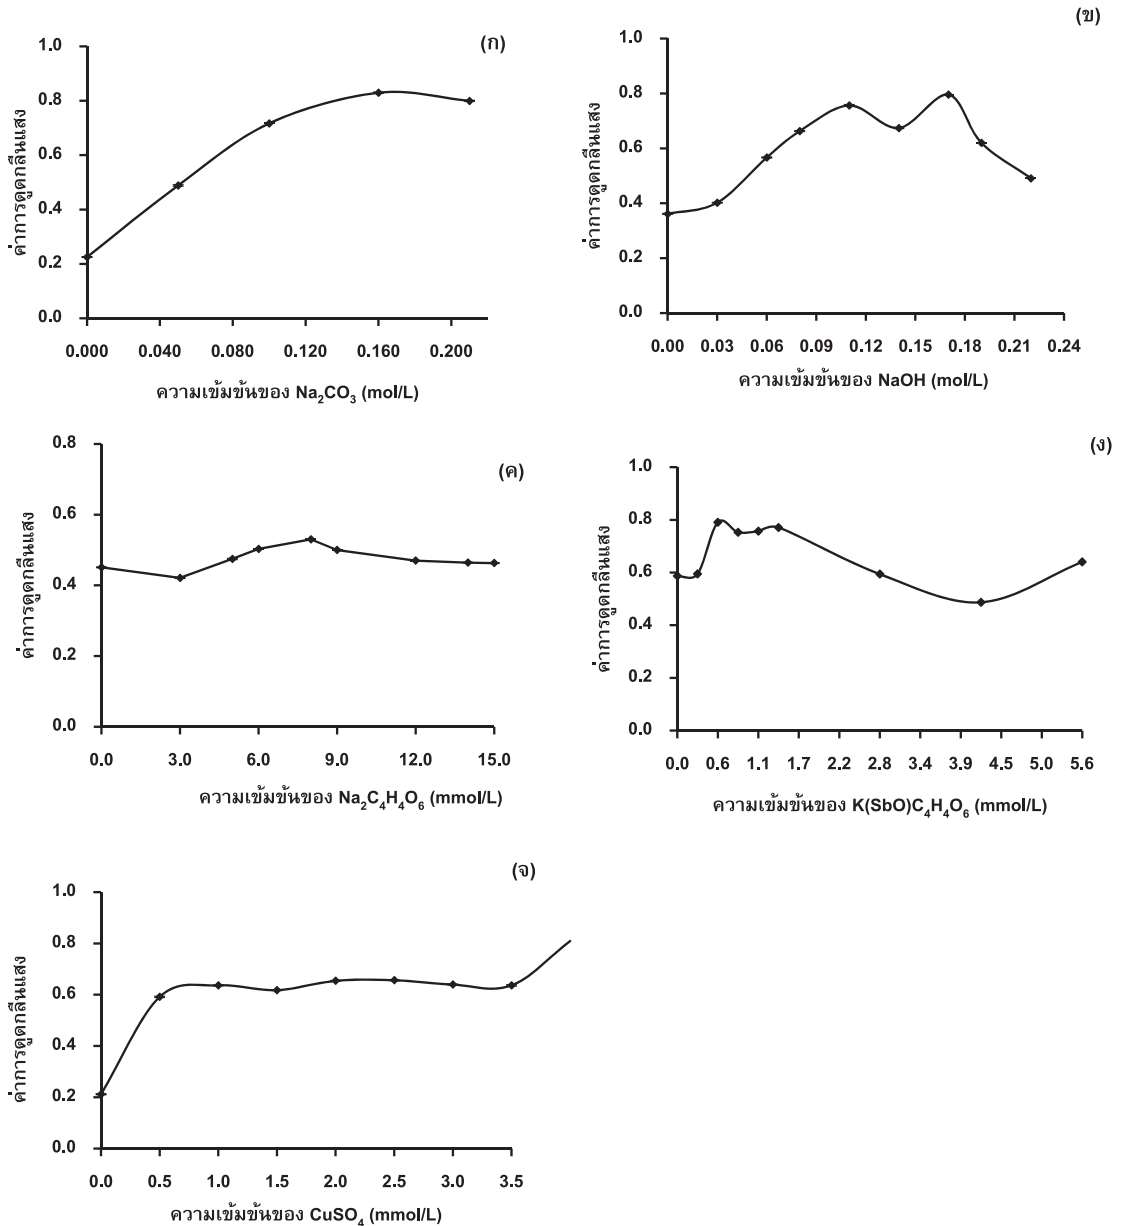 (ก)
ค่าการดูดกลืนแสง
1.0
0.8
0.6
0.4
0.2
0.0
0.000 0.040 0.080 0.120 0.160 0.200
ความเข้มข้นของ Na₂CO₃ (mol/L)
(ข)
ค่าการดูดกลืนแสง
1.0
0.8
0.6
0.4
0.2
0.0
0.00 0.03 0.06 0.09 0.12 0.15 0.18 0.21 0.24
ความเข้มข้นของ NaOH (mol/L)
(ค)
ค่าการดูดกลืนแสง
0.8
0.6
0.4
0.2
0.0
0.0 3.0 6.0 9.0 12.0 15.0
ความเข้มข้นของ Na₂C₄H₄O₆ (mmol/L)
(ง)
ค่าการดูดกลืนแสง
1.0
0.8
0.6
0.4
0.2
0.0
0.0 0.6 1.1 1.7 2.2 2.8 3.4 3.9 4.5 5.0 5.6
ความเข้มข้นของ K(SbO)C₄H₄O₆ (mmol/L)
(จ)
ค่าการดูดกลืนแสง
1.0
0.8
0.6
0.4
0.2
0.0
0.0 0.5 1.0 1.5 2.0 2.5 3.0 3.5
ความเข้มข้นของ CuSO₄ (mmol/L)